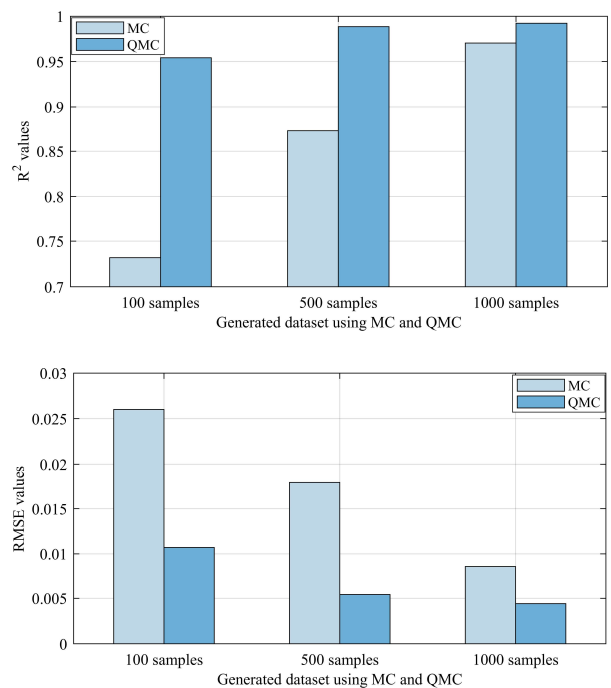 1
0.95
0.9
0.85
0.8
0.75
0.7
R² values
MC
QMC
100 samples
500 samples
1000 samples
Generated dataset using MC and QMC
0.03
0.025
0.02
0.015
0.01
0.005
0
RMSE values
MC
QMC
100 samples
500 samples
1000 samples
Generated dataset using MC and QMC